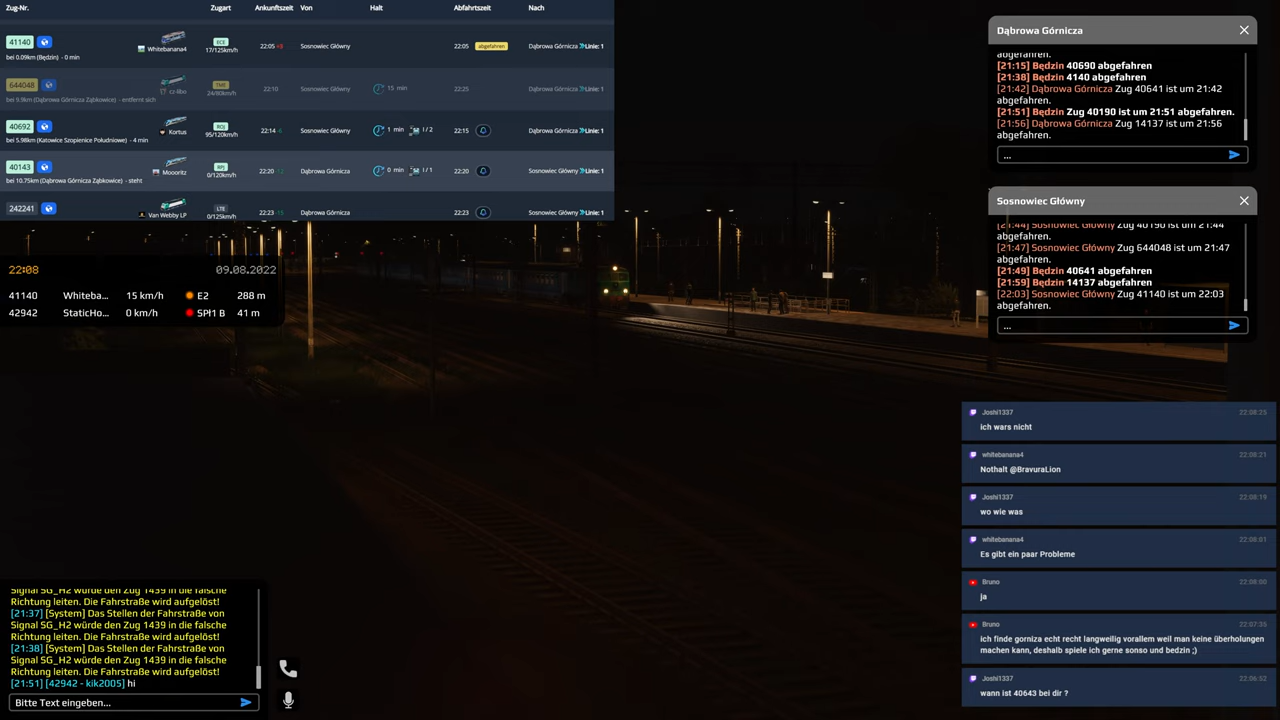 Zug-Nr. Zugart Ankunftszeit Von Halt Abfahrtszeit Nach
41140 Whitebanana4 ECE 17/125km/h 22:05 +3 Sosnowiec Główny 22:05 abgefahren Dąbrowa Górnicza Linie: 1
bei 0.09km (Będzin) - 0 min
644048 cz-ilbo TME 24/80km/h 22:10 Sosnowiec Główny 15 min 22:25 Dąbrowa Górnicza Linie: 1
bei 9.9km (Dąbrowa Górnicza Ząbkowice) - entfernt sich
40692 Kortus ROJ 95/120km/h 22:14 Sosnowiec Główny 1 min I / 2 22:15 Dąbrowa Górnicza Linie: 1
bei 5.98km (Katowice Szopienice Południowe) - 4 min
40143 Moooritz RPJ 0/120km/h 22:20 Dąbrowa Górnicza 0 min I / 1 22:20 Sosnowiec Główny Linie: 1
bei 10.75km (Dąbrowa Górnicza Ząbkowice) - steht
242241 Van Webby LP LTE 0/125km/h 22:23 Dąbrowa Górnicza 22:23 Sosnowiec Główny Linie: 1
22:08 09.08.2022
41140 Whiteba... 15 km/h E2 288 m
42942 StaticHo... 0 km/h SPI1 B 41 m
Dąbrowa Górnicza
abgefahren.
[21:15] Będzin 40690 abgefahren
[21:38] Będzin 4140 abgefahren
[21:42] Dąbrowa Górnicza Zug 40641 ist um 21:42
abgefahren.
[21:51] Będzin Zug 40190 ist um 21:51 abgefahren.
[21:56] Dąbrowa Górnicza Zug 14137 ist um 21:56
abgefahren.
...
Sosnowiec Główny
[21:44] Sosnowiec Główny Zug 40190 ist um 21:44
abgefahren.
[21:47] Sosnowiec Główny Zug 644048 ist um 21:47
abgefahren.
[21:49] Będzin 40641 abgefahren
[21:59] Będzin 14137 abgefahren
[22:03] Sosnowiec Główny Zug 41140 ist um 22:03
abgefahren.
...
Joshi1337 22:08:25
ich wars nicht
whitebanana4 22:08:21
Nothalt @BravuraLion
Joshi1337 22:08:19
wo wie was
whitebanana4 22:08:01
Es gibt ein paar Probleme
Bruno 22:08:00
ja
Bruno 22:07:35
ich finde gorniza echt recht langweilig vorallem weil man keine überholungen
machen kann, deshalb spiele ich gerne sonso und bedzin ;)
Joshi1337 22:06:52
wann ist 40643 bei dir ?
Signal SG_H2 würde den Zug 1439 in die falsche
Richtung leiten. Die Fahrstraße wird aufgelöst!
[21:37] [System] Das Stellen der Fahrstraße von
Signal SG_H2 würde den Zug 1439 in die falsche
Richtung leiten. Die Fahrstraße wird aufgelöst!
[21:38] [System] Das Stellen der Fahrstraße von
Signal SG_H2 würde den Zug 1439 in die falsche
Richtung leiten. Die Fahrstraße wird aufgelöst!
[21:51] [42942 - kik2005] hi
Bitte Text eingeben...